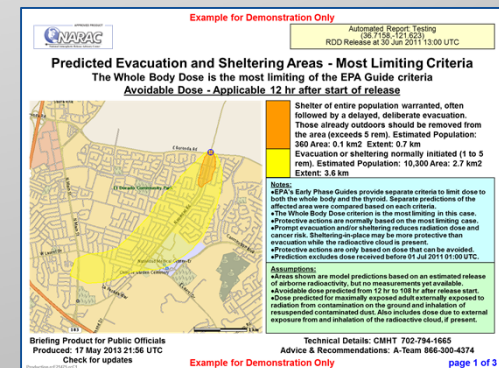 Example for Demonstration Only
NARAC
Automated Report: Testing
(36.7158,-121.623)
RDD Release at 30 Jun 2011 13:00 UTC
Predicted Evacuation and Sheltering Areas - Most Limiting Criteria
The Whole Body Dose is the most limiting of the EPA Guide criteria
Avoidable Dose - Applicable 12 hr after start of release
Shelter of entire population warranted, often
followed by a delayed, deliberate evacuation.
Those already outdoors should be removed from
the area (exceeds 5 rem). Estimated Population:
360 Area: 0.1 km2 Extent: 0.7 km
Evacuation or sheltering normally initiated (1 to 5
rem). Estimated Population: 10,300 Area: 2.7 km2
Extent: 3.6 km
Notes:
●EPA's Early Phase Guides provide separate criteria to limit dose to
both the whole body and the thyroid. Separate predictions of the
affected area were compared based on each criteria.
●The Whole Body Dose criterion is the most limiting in this case.
●Protective actions are normally based on the most limiting case.
●Prompt evacuation and/or sheltering reduces radiation dose and
cancer risk. Sheltering-in-place may be more protective than
evacuation while the radioactive cloud is present.
●Protective actions are only based on dose that can be avoided.
●Prediction excludes dose received before 01 Jul 2011 01:00 UTC.
Assumptions:
●Areas shown are model predictions based on an estimated release
of airborne radioactivity, but no measurements yet available.
●Avoidable dose predicted from 12 hr to 108 hr after release start.
●Dose predicted for maximally exposed adult externally exposed to
radiation from contamination on the ground and inhalation of
resuspended contaminated dust. Also includes dose due to external
exposure from and inhalation of the radioactive cloud, if present.
Briefing Product for Public Officials
Produced: 17 May 2013 21:56 UTC
Check for updates
Technical Details: CMHT 702-794-1665
Advice & Recommendations: A-Team 866-300-4374
Example for Demonstration Only
page 1 of 3